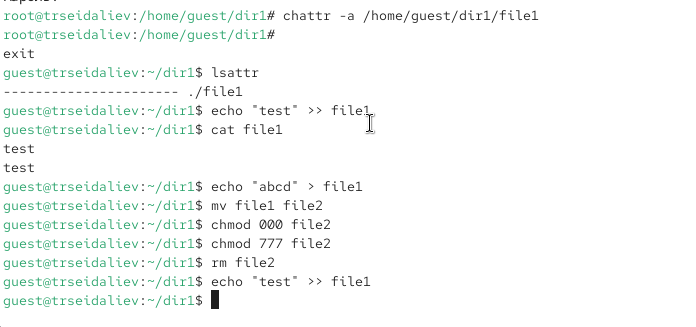 root@trseidaliev:/home/guest/dir1# chattr -a /home/guest/dir1/file1
root@trseidaliev:/home/guest/dir1#
exit
guest@trseidaliev:~/dir1$ lsattr
---------------------- ./file1
guest@trseidaliev:~/dir1$ echo "test" >> file1
guest@trseidaliev:~/dir1$ cat file1
test
test
guest@trseidaliev:~/dir1$ echo "abcd" > file1
guest@trseidaliev:~/dir1$ mv file1 file2
guest@trseidaliev:~/dir1$ chmod 000 file2
guest@trseidaliev:~/dir1$ chmod 777 file2
guest@trseidaliev:~/dir1$ rm file2
guest@trseidaliev:~/dir1$ echo "test" >> file1
guest@trseidaliev:~/dir1$